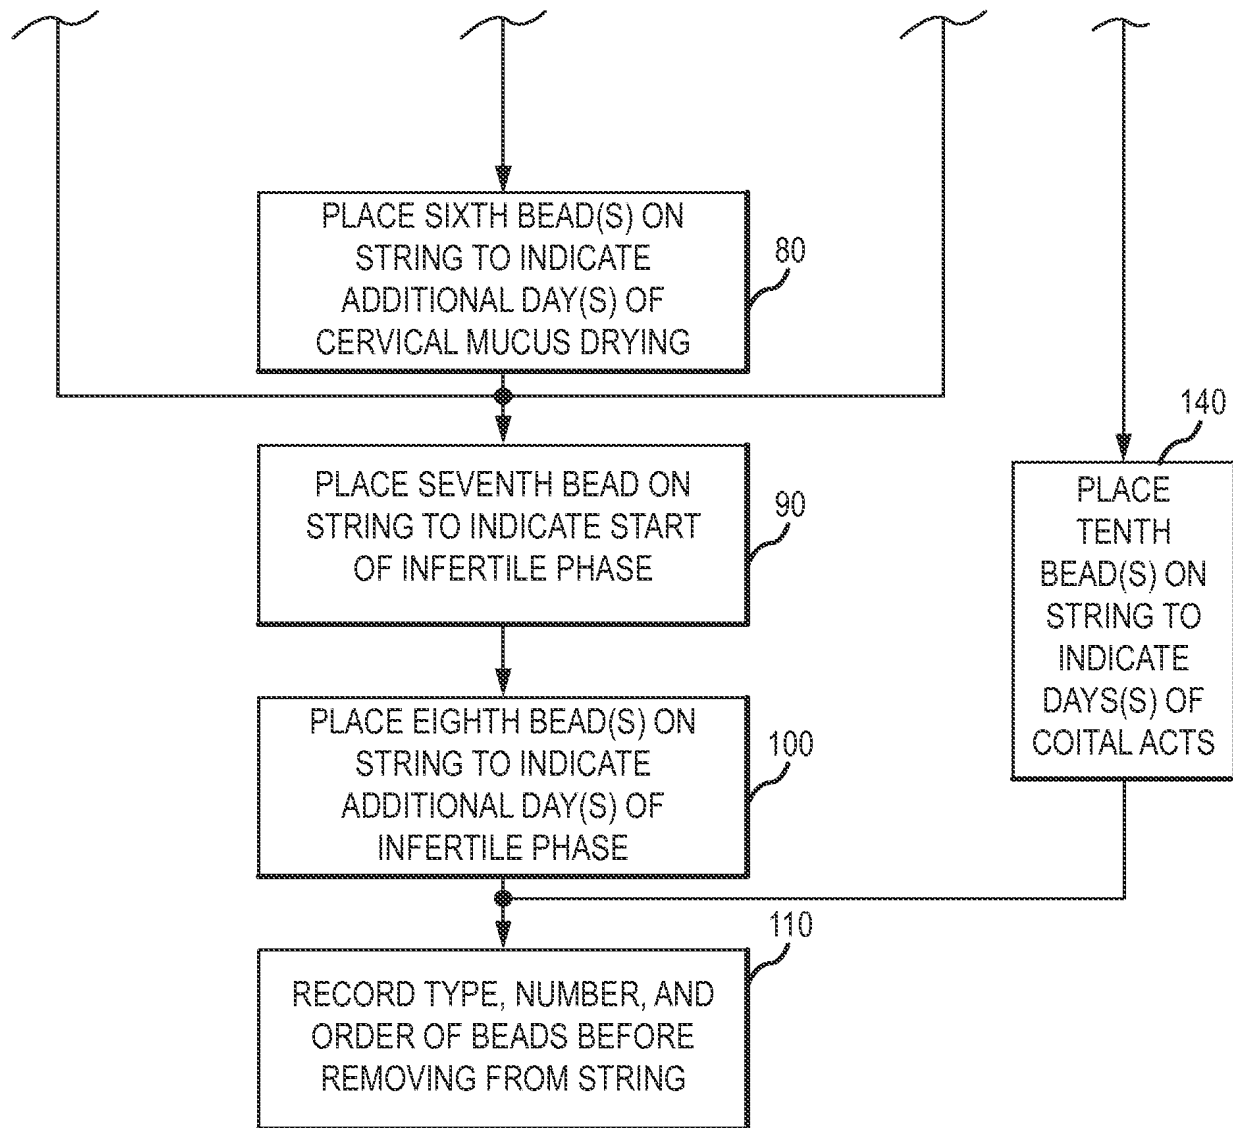 PLACE SIXTH BEAD(S) ON
STRING TO INDICATE
ADDITIONAL DAY(S) OF
CERVICAL MUCUS DRYING
80
PLACE SEVENTH BEAD ON
STRING TO INDICATE START
OF INFERTILE PHASE
90
140
PLACE
TENTH
BEAD(S) ON
STRING TO
INDICATE
DAYS(S) OF
COITAL ACTS
PLACE EIGHTH BEAD(S) ON
STRING TO INDICATE
ADDITIONAL DAY(S) OF
INFERTILE PHASE
100
RECORD TYPE, NUMBER, AND
ORDER OF BEADS BEFORE
REMOVING FROM STRING
110